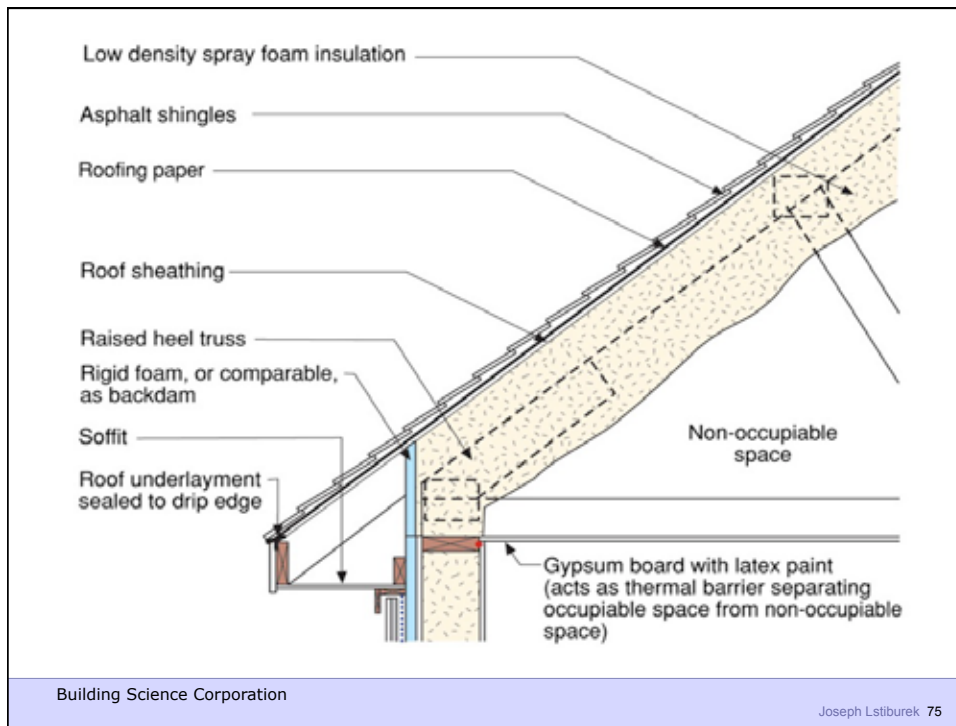 Low density spray foam insulation
Asphalt shingles
Roofing paper
Roof sheathing
Raised heel truss
Rigid foam, or comparable,
as backdam
Soffit
Roof underlayment
sealed to drip edge
Non-occupiable
space
Gypsum board with latex paint
(acts as thermal barrier separating
occupiable space from non-occupiable
space)
Building Science Corporation
Joseph Lstiburek 75